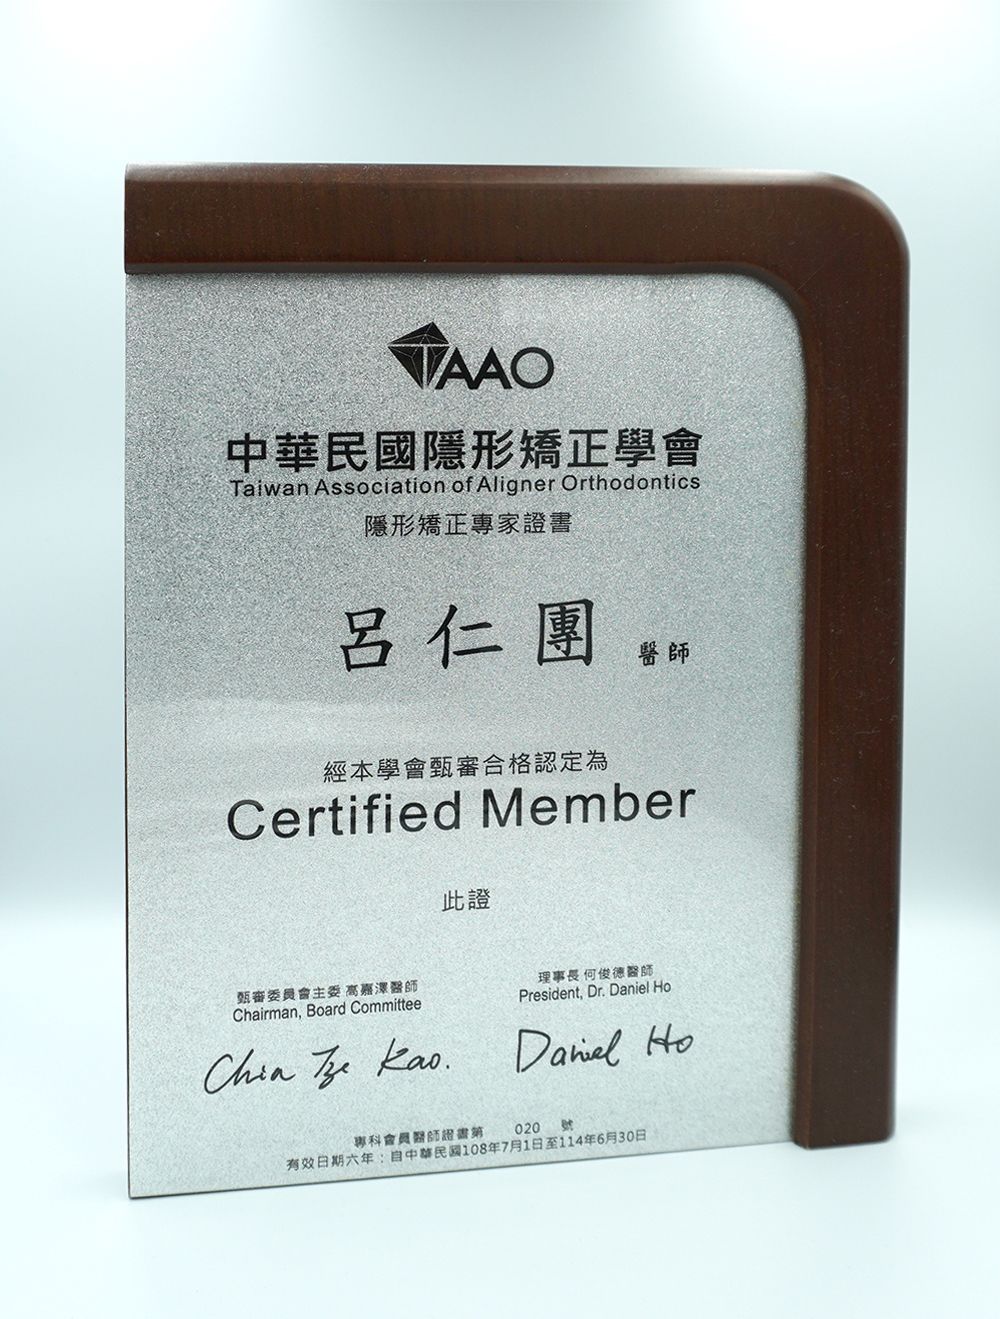 TAAO
中華民國隱形矯正學會
Taiwan Association of Aligner Orthodontics
隱形矯正專家證書
呂仁團 醫師
經本學會甄審合格認定為
Certified Member
此證
甄審委員會主委 高嘉澤醫師
Chairman, Board Committee
Chia Tze Kao.
理事長 何俊德醫師
President, Dr. Daniel Ho
Daniel Ho
專科會員醫師證書第 020 號
有效日期六年：自中華民國108年7月1日至114年6月30日